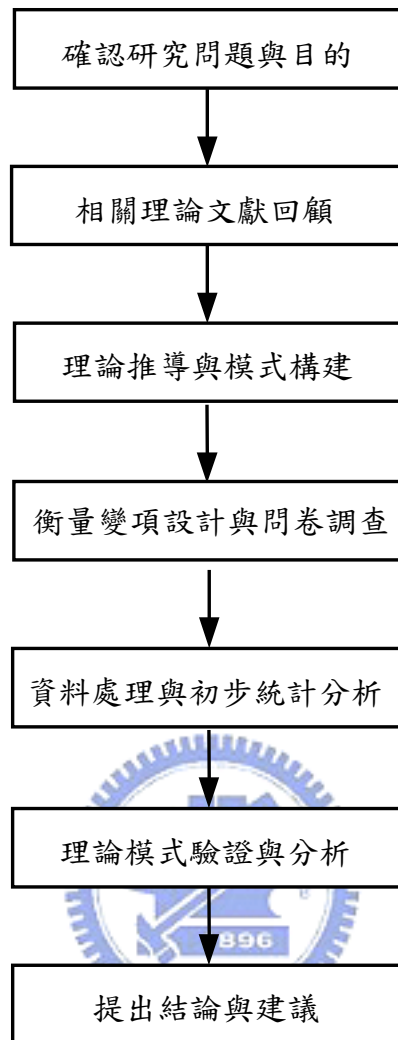 確認研究問題與目的
相關理論文獻回顧
理論推導與模式構建
衡量變項設計與問卷調查
資料處理與初步統計分析
理論模式驗證與分析
896
提出結論與建議